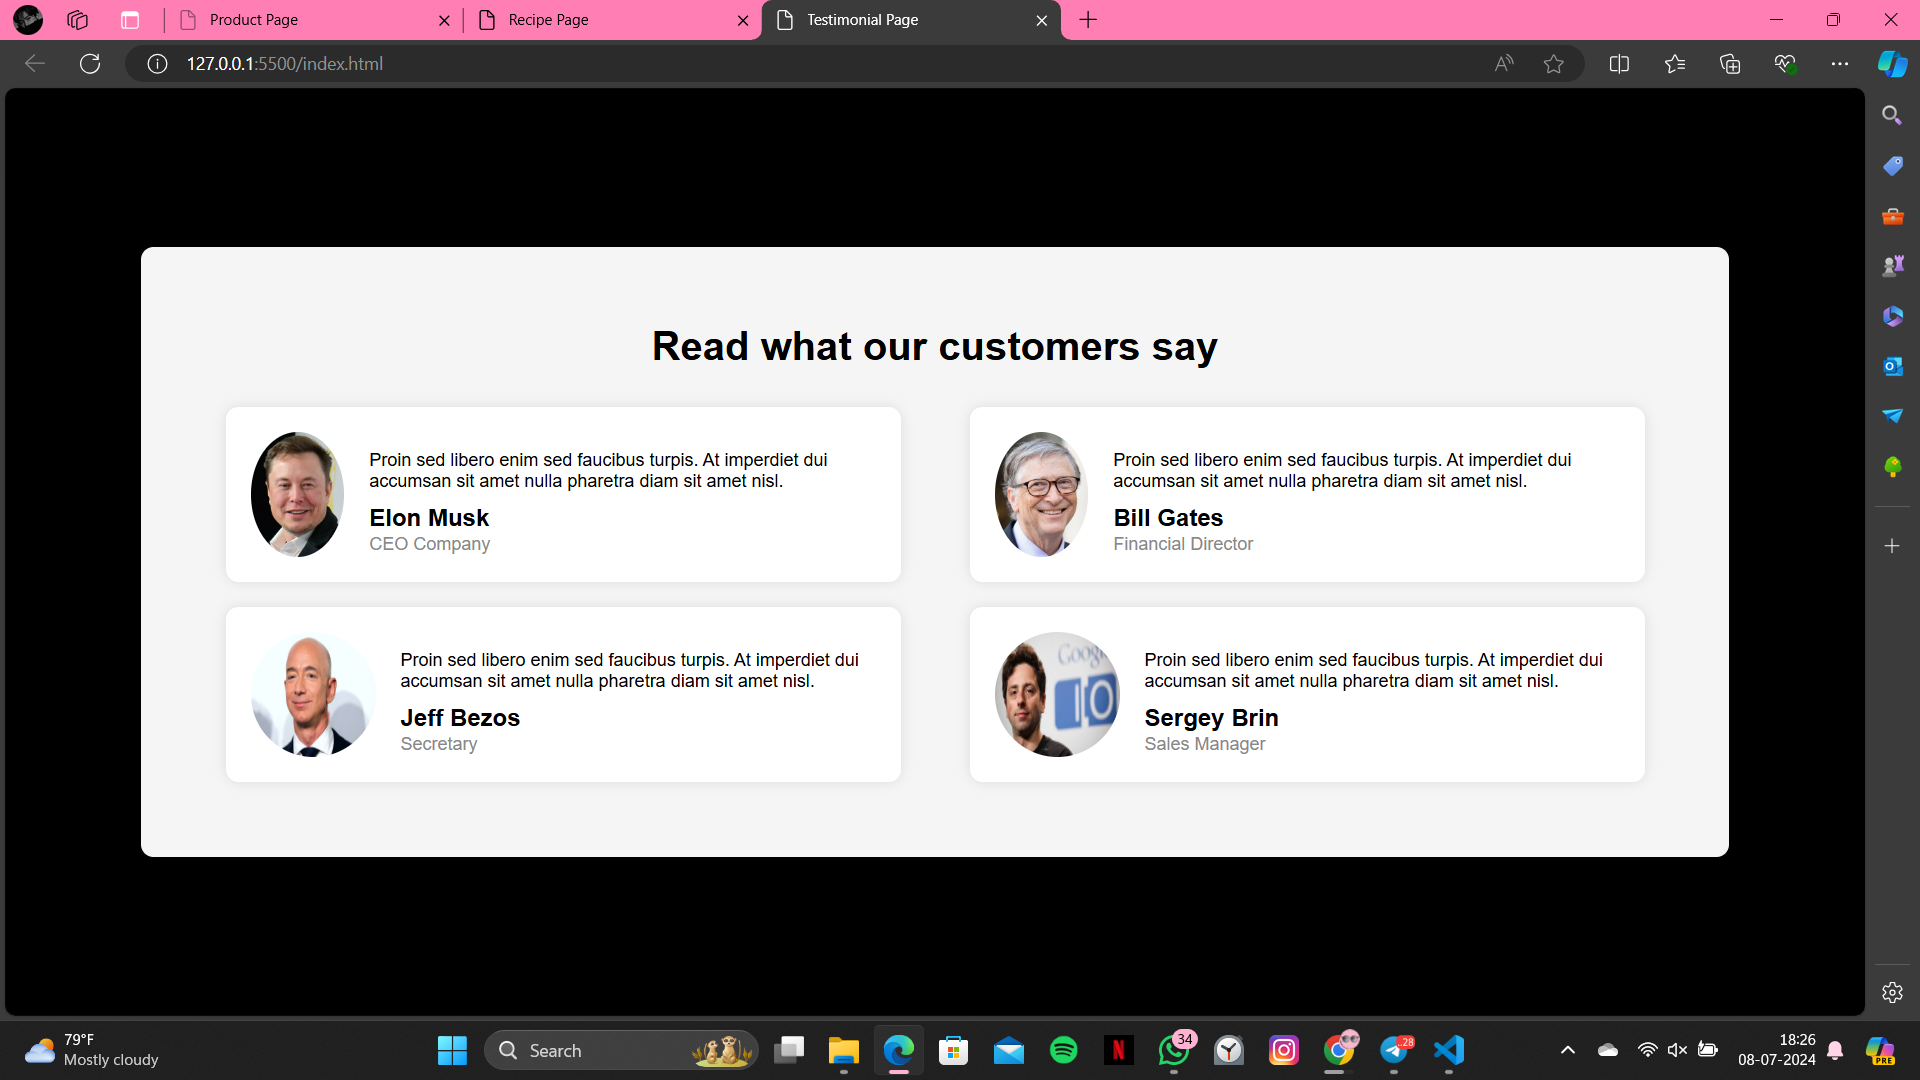 Product Page
Recipe Page
Testimonial Page
127.0.0.1:5500/index.html
Read what our customers say
Proin sed libero enim sed faucibus turpis. At imperdiet dui
accumsan sit amet nulla pharetra diam sit amet nisl.
Elon Musk
CEO Company
Proin sed libero enim sed faucibus turpis. At imperdiet dui
accumsan sit amet nulla pharetra diam sit amet nisl.
Bill Gates
Financial Director
Proin sed libero enim sed faucibus turpis. At imperdiet dui
accumsan sit amet nulla pharetra diam sit amet nisl.
Jeff Bezos
Secretary
Googl
IO
Proin sed libero enim sed faucibus turpis. At imperdiet dui
accumsan sit amet nulla pharetra diam sit amet nisl.
Sergey Brin
Sales Manager
79°F
Mostly cloudy
Search
34
..28
18:26
08-07-2024
PRE